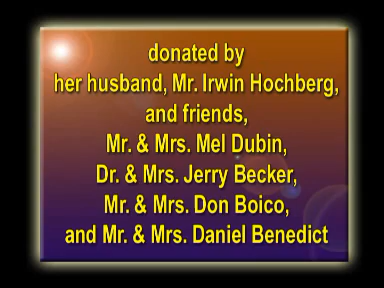 donated by
her husband, Mr. Irwin Hochberg,
and friends,
Mr. & Mrs. Mel Dubin,
Dr. & Mrs. Jerry Becker,
Mr. & Mrs. Don Boico,
and Mr. & Mrs. Daniel Benedict